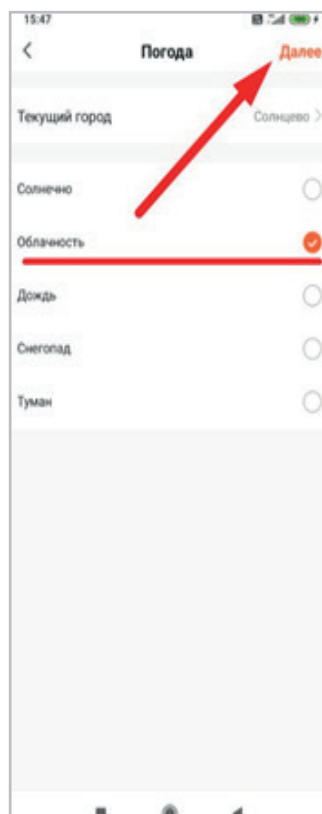 15:47
Погода
Далее
Текущий город Солнцево
Солнечно
Облачность
Дождь
Снегопад
Туман